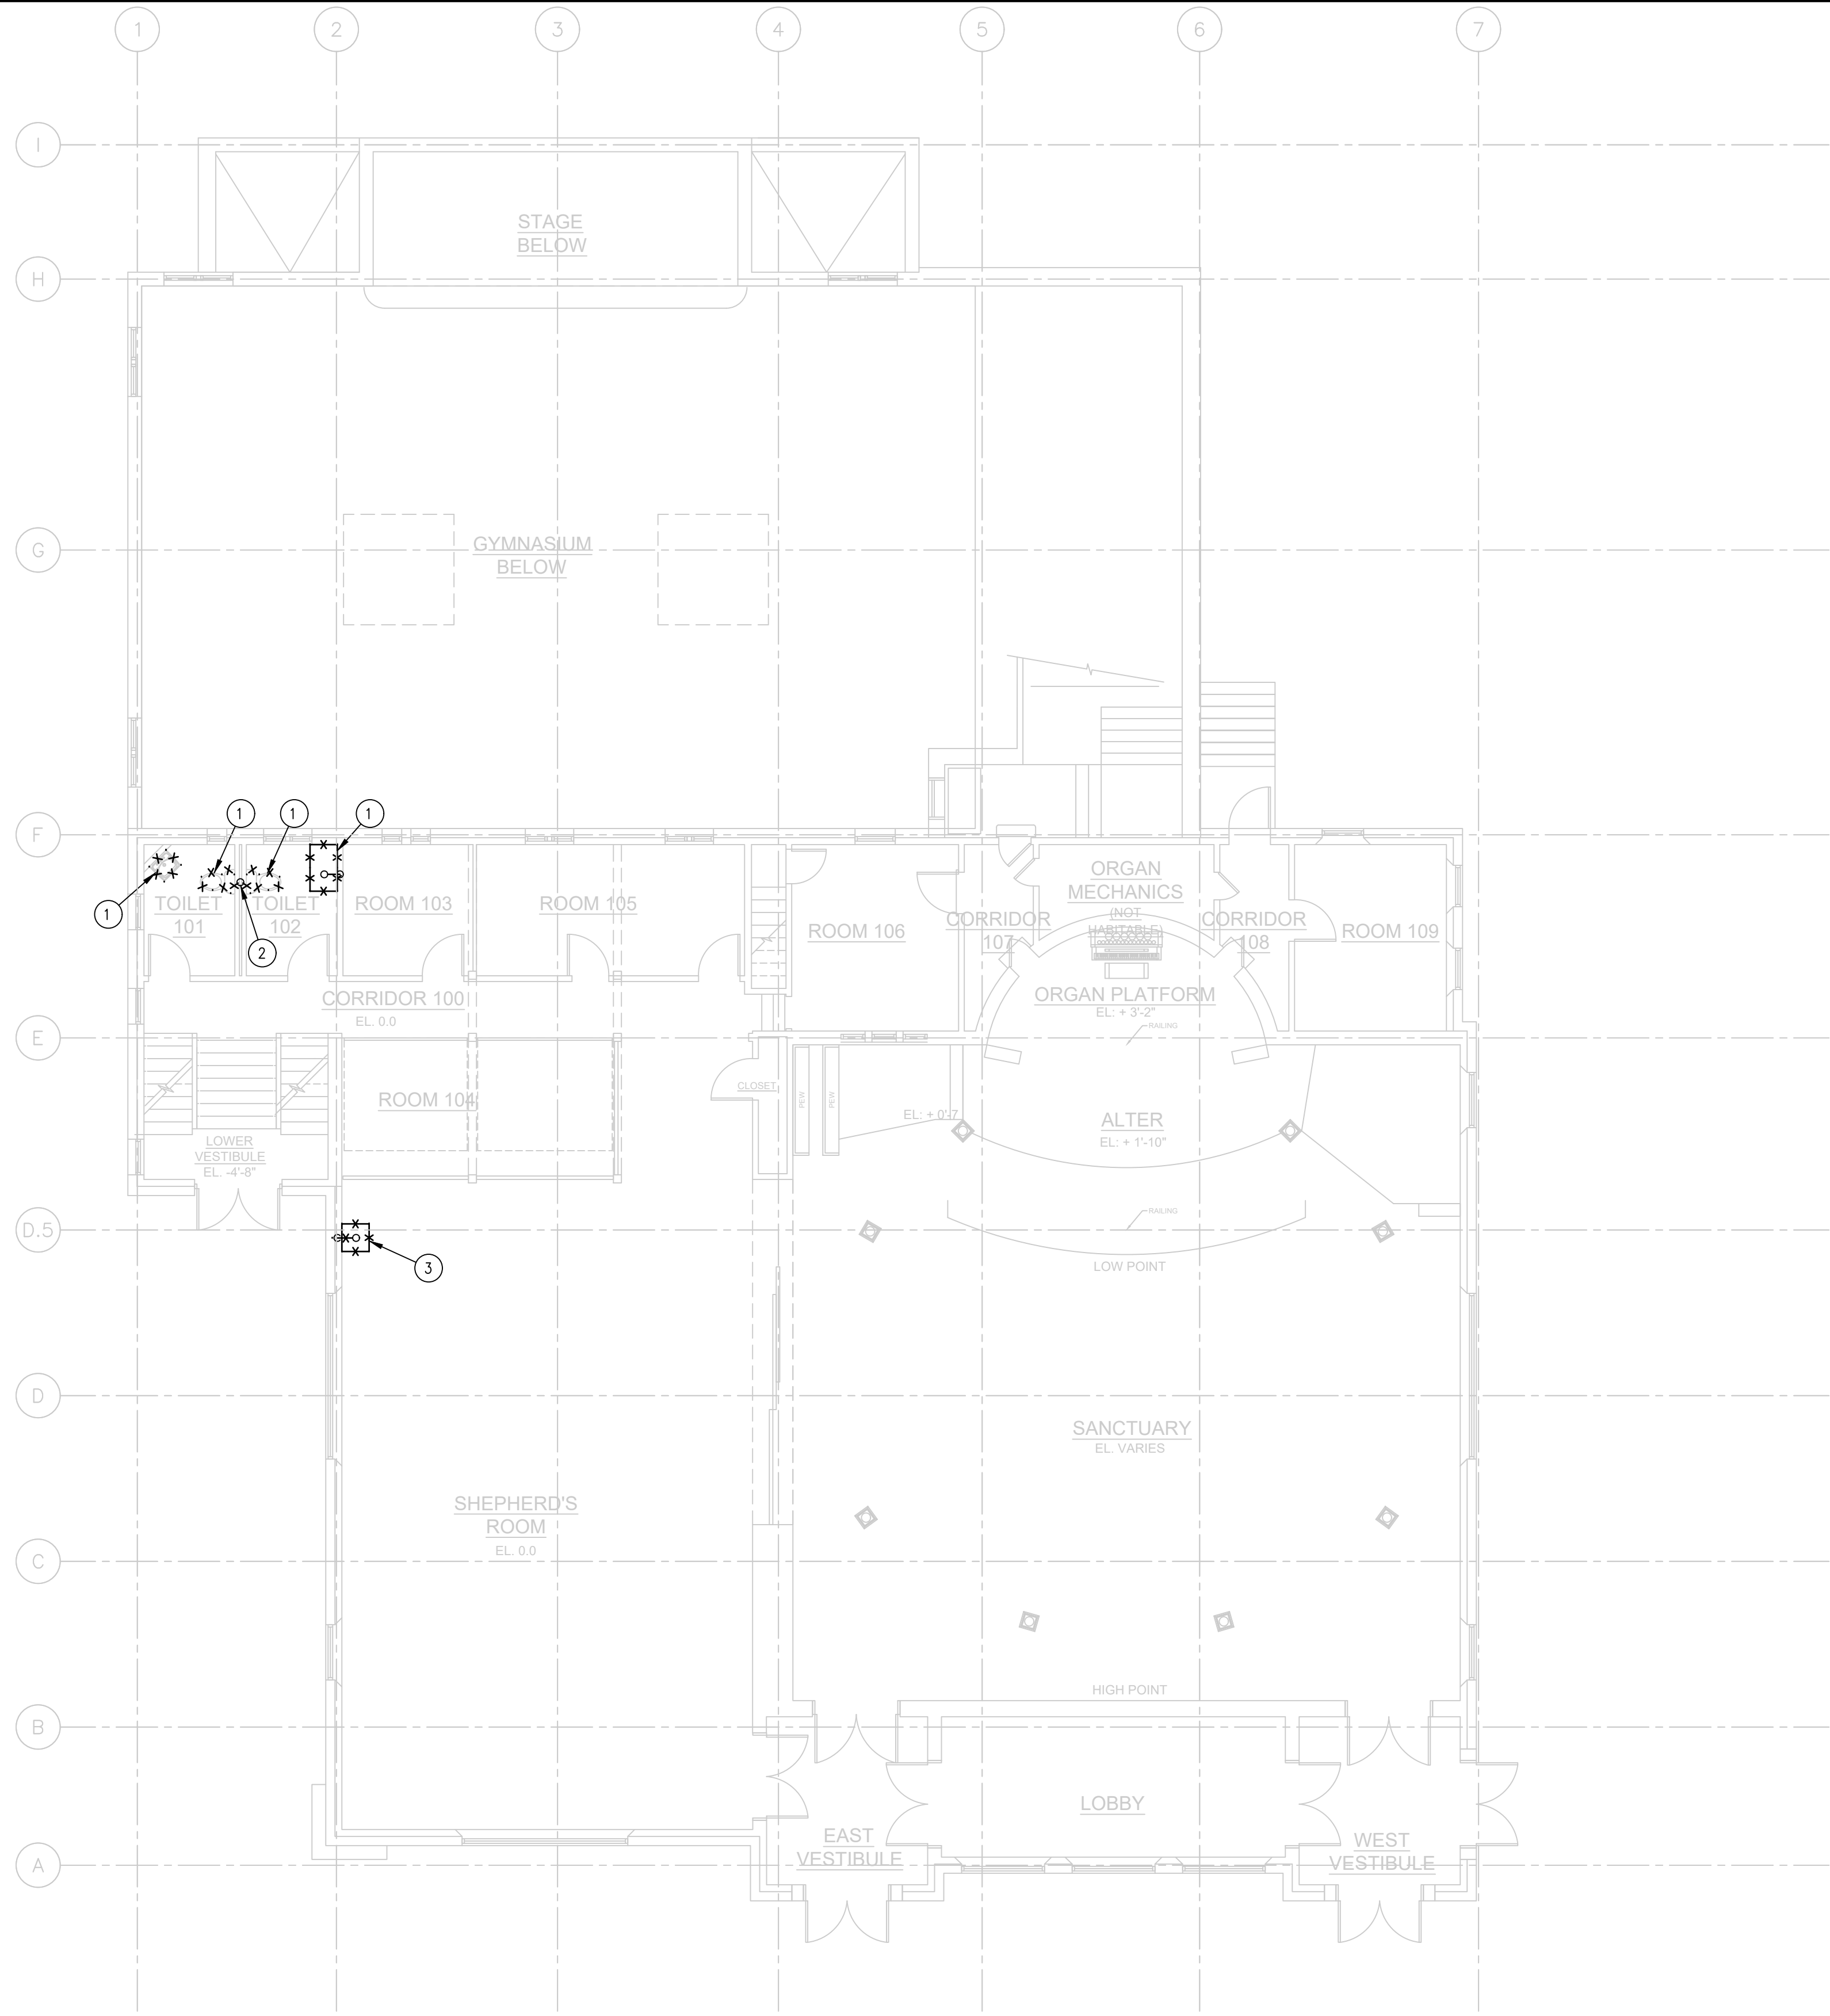 1 2 3 4 5 6 7
I
STAGE
BELOW
H
G
GYMNASIUM
BELOW
F
1 1 1
1
2
TOILET
101
TOILET
102
ROOM 103
ROOM 105
ROOM 106
CORRIDOR
107
ORGAN
MECHANICS
(NOT
HABITABLE)
CORRIDOR
108
ROOM 109
CORRIDOR 100
EL. 0.0
ORGAN PLATFORM
EL: + 3'-2"
RAILING
E
ROOM 104
CLOSET
PEW
PEW
EL: + 0'-7
ALTER
EL: + 1'-10"
LOWER
VESTIBULE
EL. -4'-8"
D.5
3
RAILING
LOW POINT
D
SANCTUARY
EL. VARIES
SHEPHERD'S
ROOM
EL. 0.0
C
HIGH POINT
B
LOBBY
EAST
VESTIBULE
WEST
VESTIBULE
A